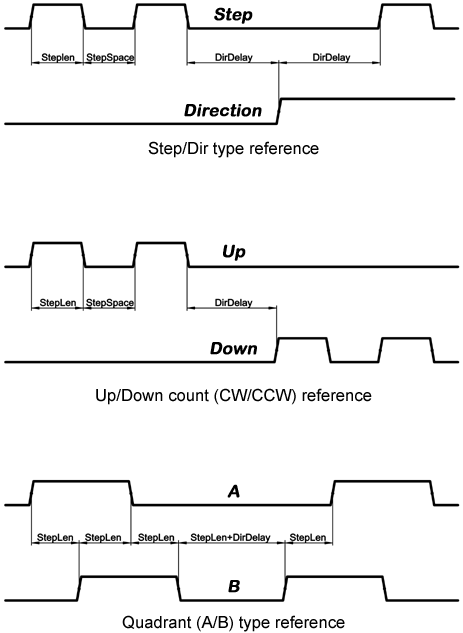 Step
Steplen StepSpace DirDelay DirDelay
Direction
Step/Dir type reference
Up
StepLen StepSpace DirDelay
Down
Up/Down count (CW/CCW) reference
A
StepLen StepLen StepLen StepLen+DirDelay StepLen
B
Quadrant (A/B) type reference